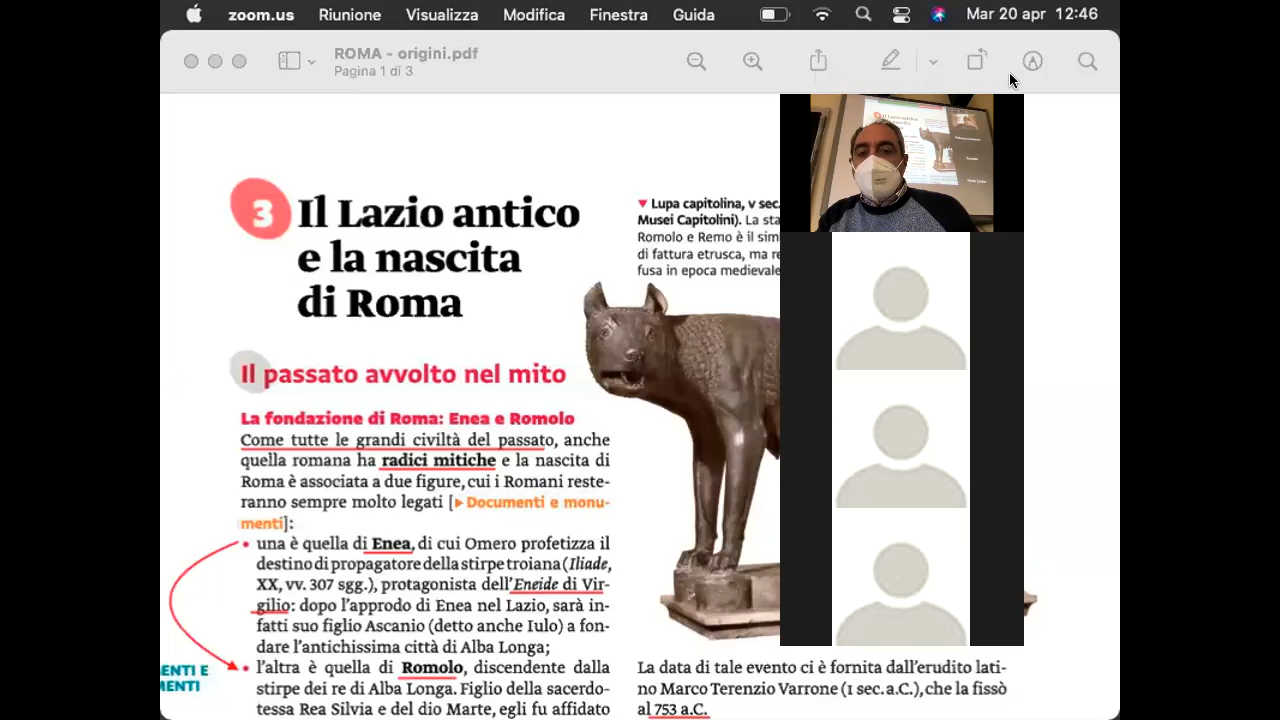 zoom.us Riunione Visualizza Modifica Finestra Guida Mar 20 apr 12:46
ROMA - origini.pdf
Pagina 1 di 3
3 Il Lazio antico
e la nascita
di Roma
Il passato avvolto nel mito
La fondazione di Roma: Enea e Romolo
Come tutte le grandi civiltà del passato, anche
quella romana ha radici mitiche e la nascita di
Roma è associata a due figure, cui i Romani reste-
ranno sempre molto legati [▸Documenti e monu-
menti]:
• una è quella di Enea, di cui Omero profetizza il
destino di propagatore della stirpe troiana (Iliade,
XX, vv. 307 sgg.), protagonista dell'Eneide di Vir-
gilio: dopo l'approdo di Enea nel Lazio, sarà in-
fatti suo figlio Ascanio (detto anche Iulo) a fon-
dare l'antichissima città di Alba Longa;
• l'altra è quella di Romolo, discendente dalla
stirpe dei re di Alba Longa. Figlio della sacerdo-
tessa Rea Silvia e del dio Marte, egli fu affidato
ENTI E
MENTI
▼ Lupa capitolina, v sec.
Musei Capitolini). La sta
Romolo e Remo è il sim
di fattura etrusca, ma re
fusa in epoca medievale
La data di tale evento ci è fornita dall'erudito lati-
no Marco Terenzio Varrone (I sec. a.C.), che la fissò
al 753 a.C.